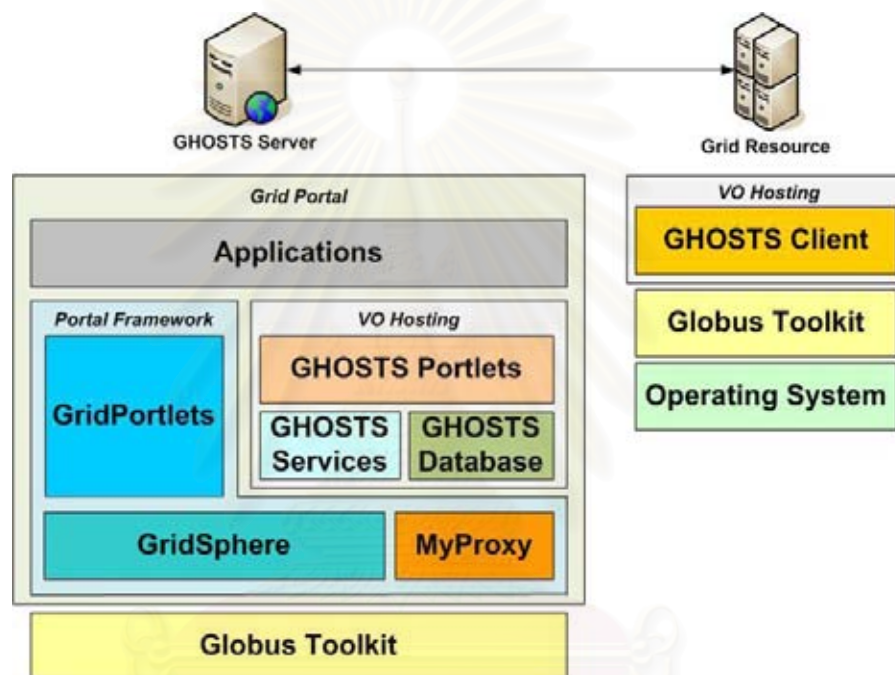 GHOSTS Server
Grid Resource
Grid Portal
Applications
Portal Framework
GridPortlets
VO Hosting
GHOSTS Portlets
GHOSTS
Services
GHOSTS
Database
GridSphere
MyProxy
Globus Toolkit
VO Hosting
GHOSTS Client
Globus Toolkit
Operating System